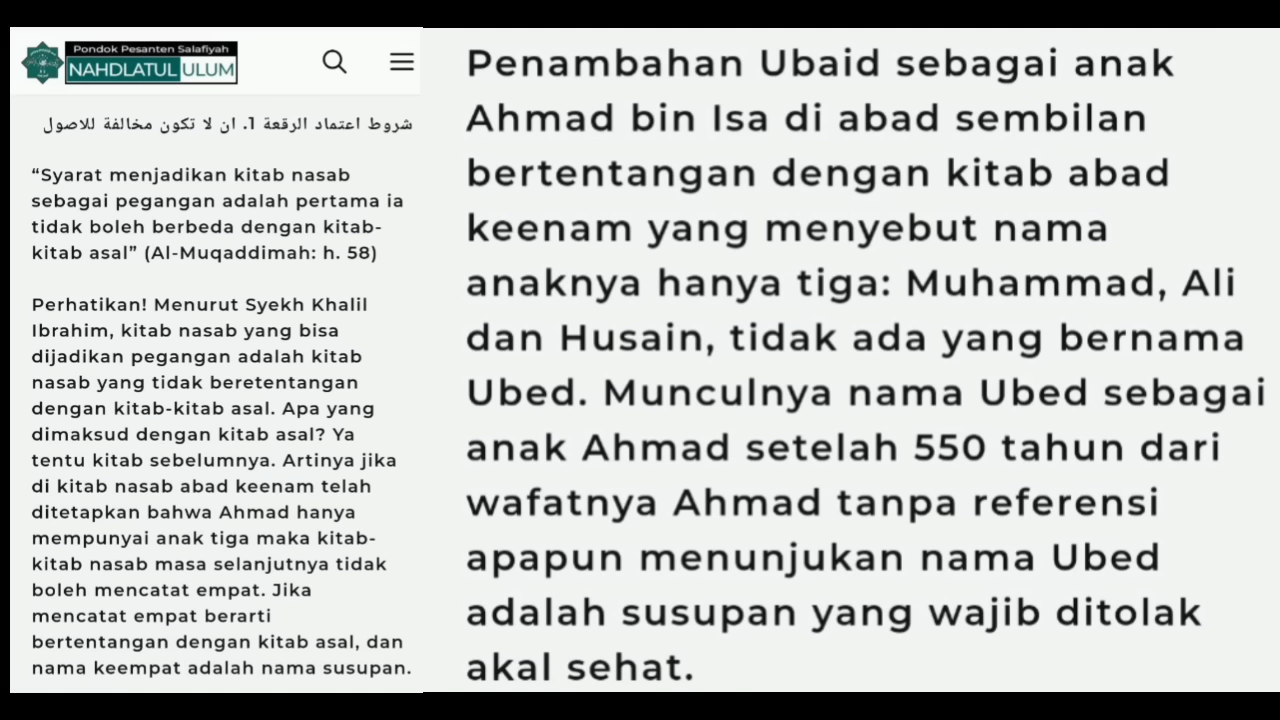 Pondok Pesanten Salafiyah
NAHDLATUL ULUM
شروط اعتماد الرقعة 1. ان لا تكون مخالفة للاصول
“Syarat menjadikan kitab nasab
sebagai pegangan adalah pertama ia
tidak boleh berbeda dengan kitab-
kitab asal” (Al-Muqaddimah: h. 58)
Perhatikan! Menurut Syekh Khalil
Ibrahim, kitab nasab yang bisa
dijadikan pegangan adalah kitab
nasab yang tidak beretentangan
dengan kitab-kitab asal. Apa yang
dimaksud dengan kitab asal? Ya
tentu kitab sebelumnya. Artinya jika
di kitab nasab abad keenam telah
ditetapkan bahwa Ahmad hanya
mempunyai anak tiga maka kitab-
kitab nasab masa selanjutnya tidak
boleh mencatat empat. Jika
mencatat empat berarti
bertentangan dengan kitab asal, dan
nama keempat adalah nama susupan.
Penambahan Ubaid sebagai anak
Ahmad bin Isa di abad sembilan
bertentangan dengan kitab abad
keenam yang menyebut nama
anaknya hanya tiga: Muhammad, Ali
dan Husain, tidak ada yang bernama
Ubed. Munculnya nama Ubed sebagai
anak Ahmad setelah 550 tahun dari
wafatnya Ahmad tanpa referensi
apapun menunjukan nama Ubed
adalah susupan yang wajib ditolak
akal sehat.